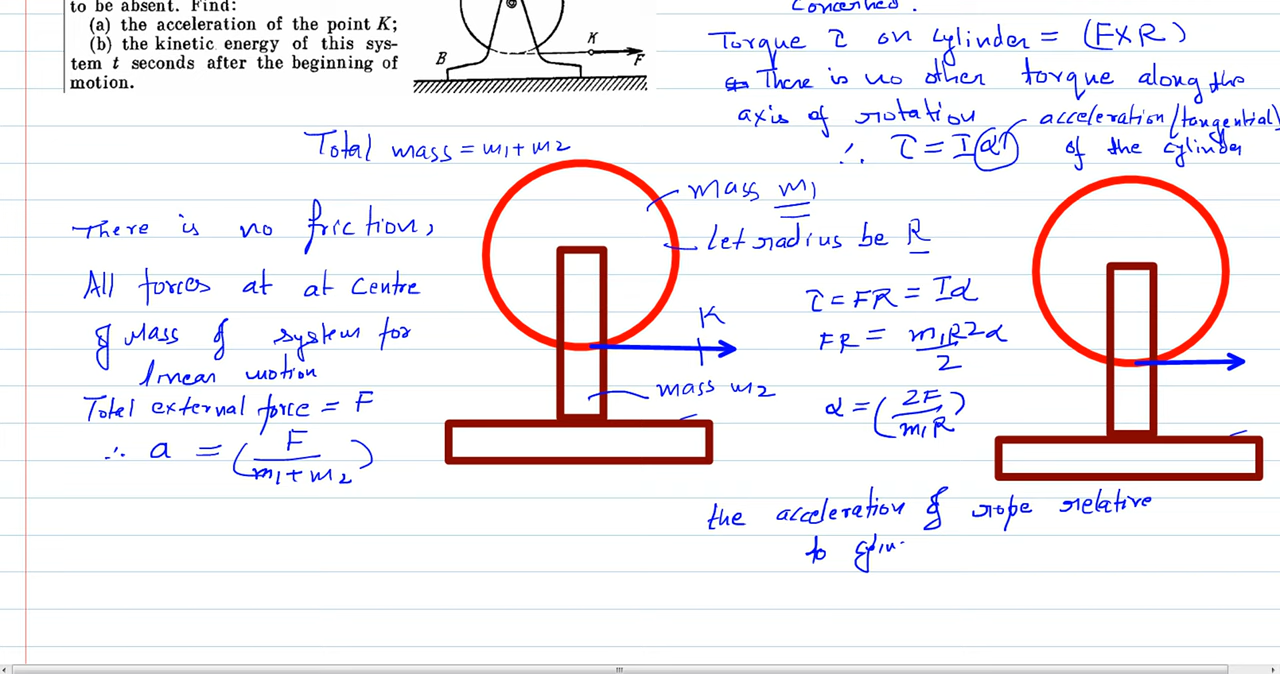 to be absent. Find:
(a) the acceleration of the point K;
(b) the kinetic energy of this sys-
tem t seconds after the beginning of
motion.
B
K
F
Concerned.
Torque τ on cylinder = (F×R)
There is no other torque along the
axis of rotation
∴ τ = I(α)
acceleration/tangential)
of the cylinder
Total mass = m1 + m2
There is no friction,
All forces at at centre
of mass of system for
linear motion
Total external force = F
∴ a = (F/m1+m2)
mass m1
let radius be R
K
mass m2
τ = FR = Iα
FR = m1R2α/2
α = (2F/m1R)
the acceleration of rope relative
to